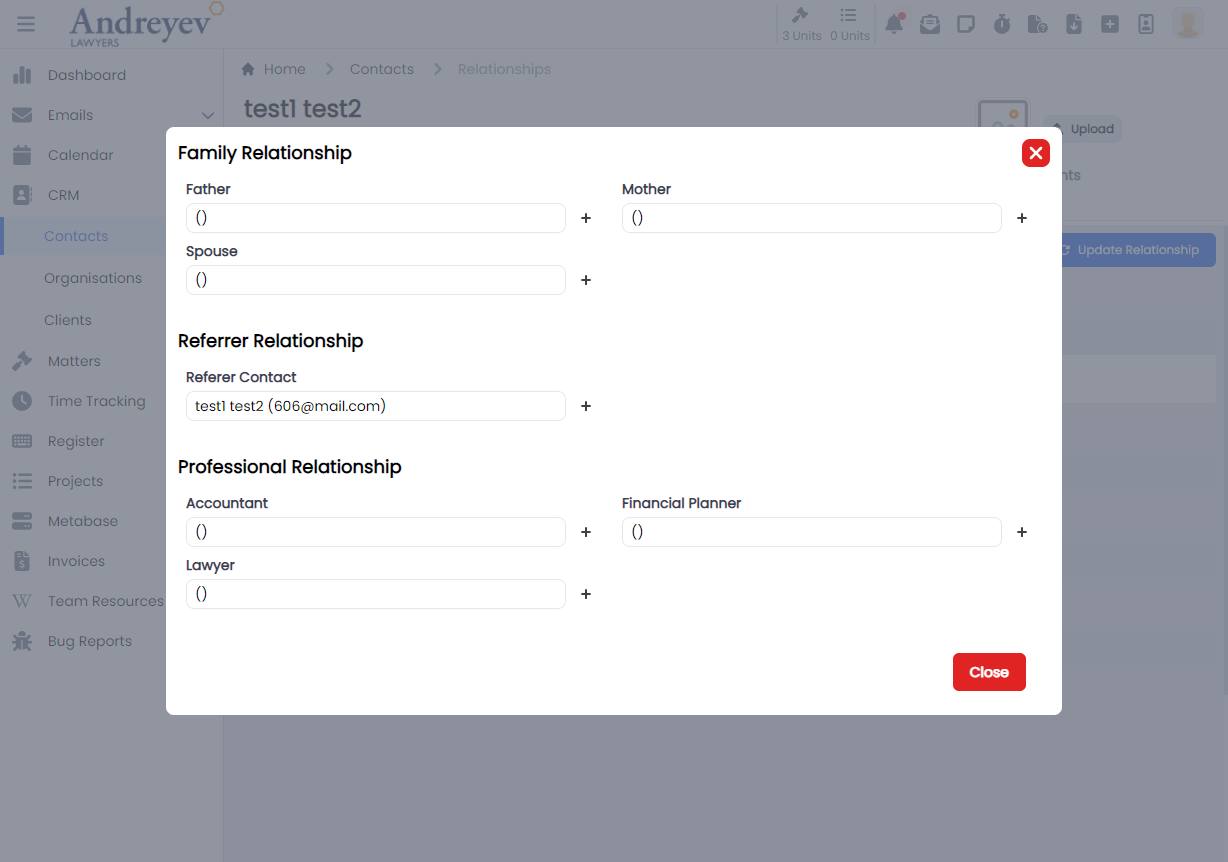 Andreyev
LAWYERS
3 Units
0 Units
Dashboard
Emails
Calendar
CRM
Contacts
Organisations
Clients
Matters
Time Tracking
Register
Projects
Metabase
Invoices
Team Resources
Bug Reports
Home
Contacts
Relationships
test1 test2
Upload
nts
Update Relationship
Family Relationship
Father
Mother
()
+
()
+
Spouse
()
+
Referrer Relationship
Referer Contact
test1 test2 (606@mail.com)
+
Professional Relationship
Accountant
Financial Planner
()
+
()
+
Lawyer
()
+
Close